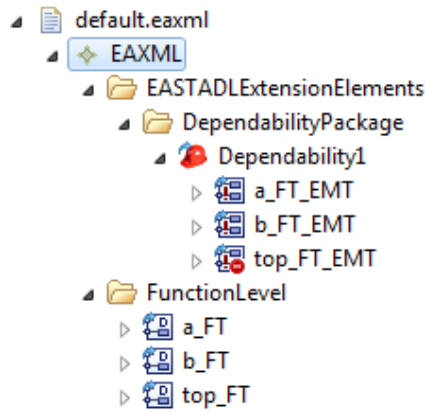 default.eaxml
EAXML
EASTADLExtensionElements
DependabilityPackage
Dependability1
a_FT_EMT
b_FT_EMT
top_FT_EMT
FunctionLevel
a_FT
b_FT
top_FT